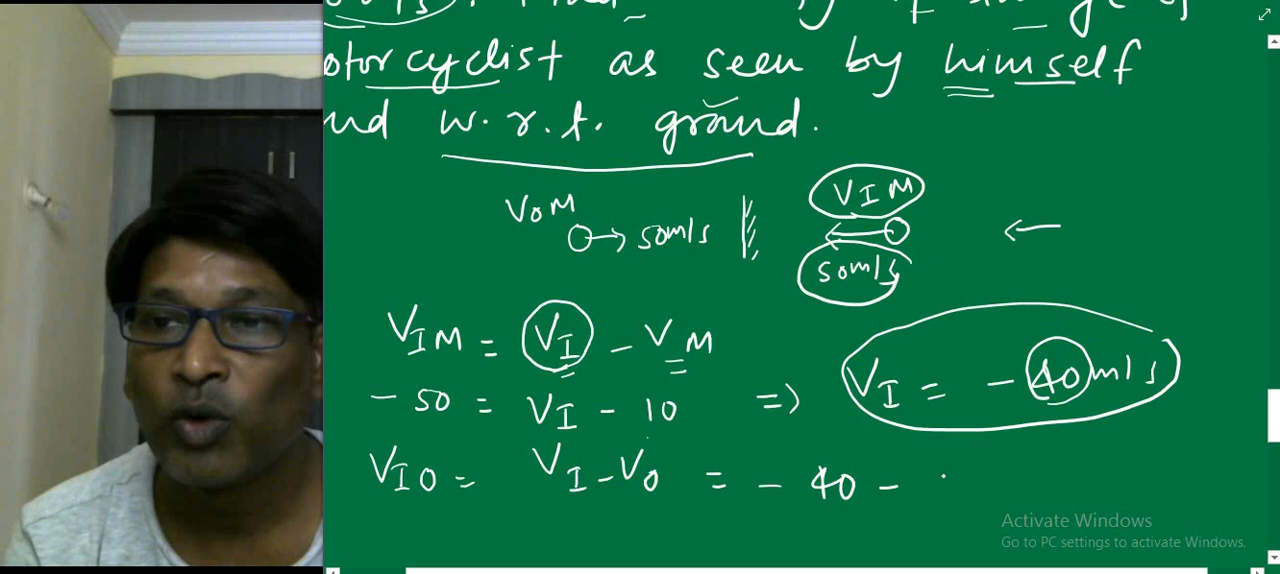 otorcyclist as seen by himself
nd w.r.t. ground.
VOM
50m/s
VIM
50m/s
VIM = VI - VM
- 50 = VI - 10 => VI = - 40m/s
VIO = VI - VO = - 40 -
Activate Windows
Go to PC settings to activate Windows.